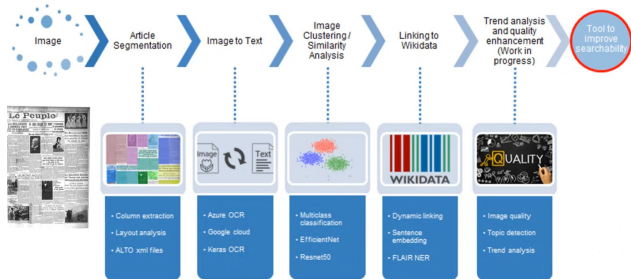 Image
Article
Segmentation
Image to Text
Image
Clustering /
Similarity
Analysis
Linking to
Wikidata
Trend analysis
and quality
enhancement
(Work in
progress)
Tool to
improve
searchability
Le Peuple
Image
Text
WIKIDATA
QUALITY
• Column extraction
• Layout analysis
• ALTO xml files
• Azure OCR
• Google cloud
• Keras OCR
• Multiclass
classification
• EfficientNet
• Resnet50
• Dynamic linking
• Sentence
embedding
• FLAIR NER
• Image quality
• Topic detection
• Trend analysis